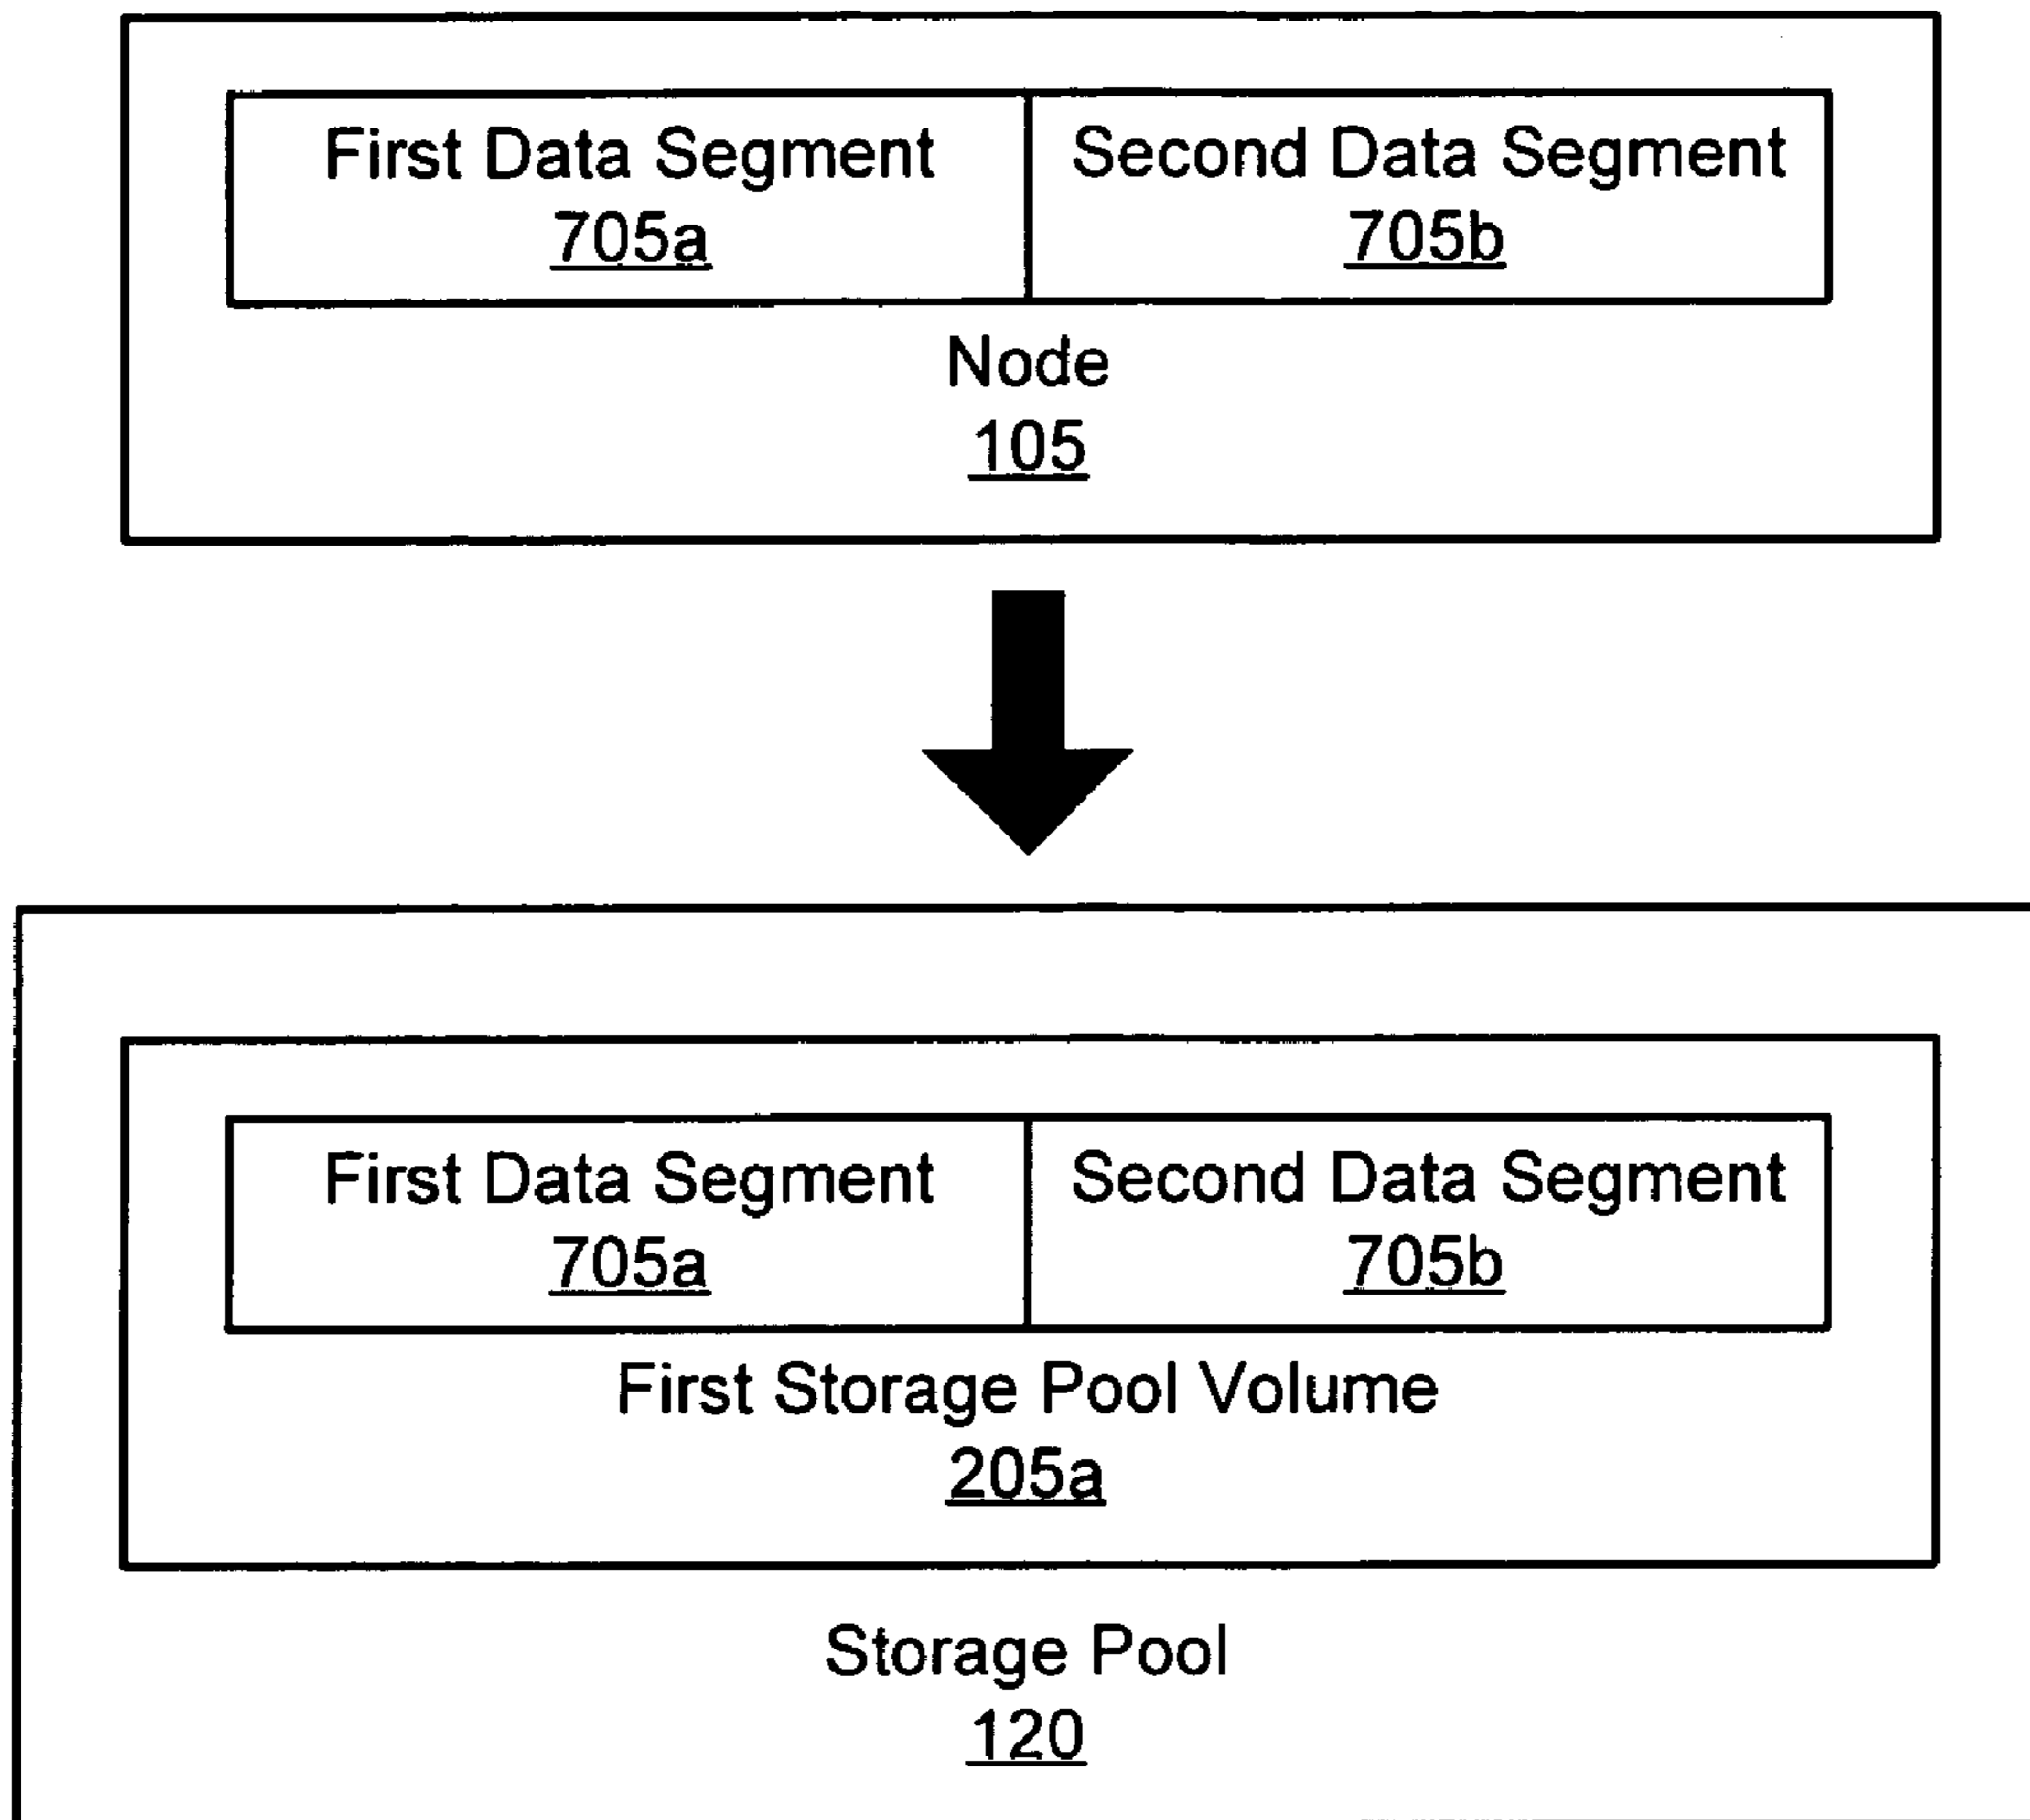 First Data Segment
705a
Second Data Segment
705b
Node
105
First Data Segment
705a
Second Data Segment
705b
First Storage Pool Volume
205a
Storage Pool
120